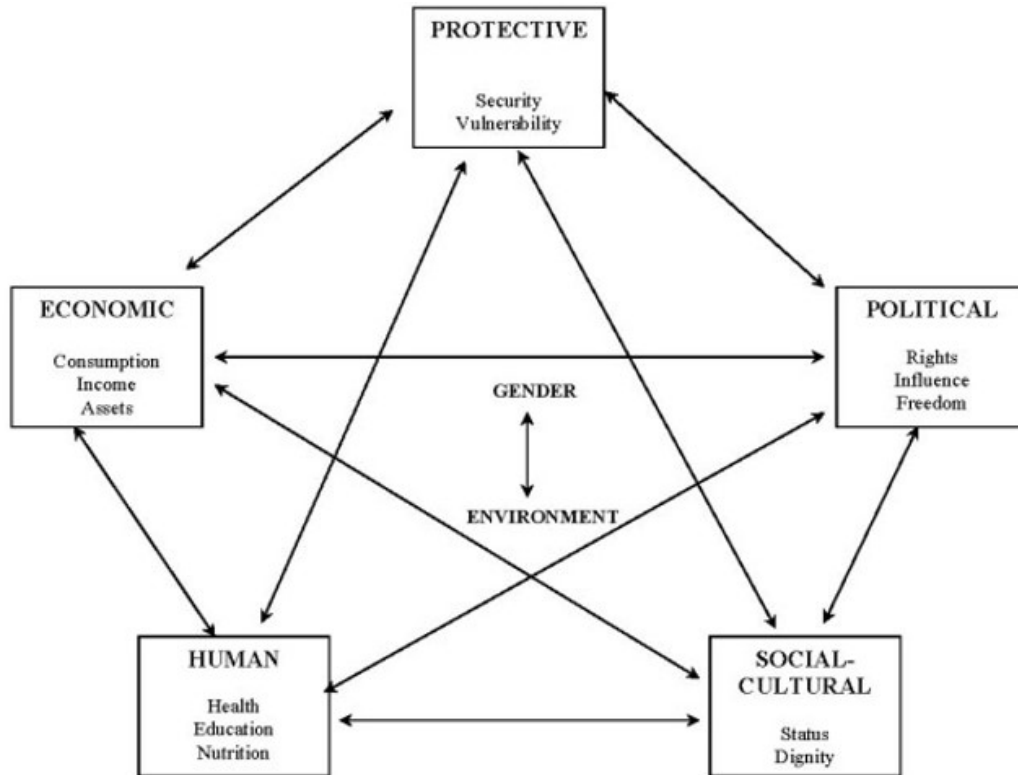 PROTECTIVE
Security
Vulnerability
ECONOMIC
Consumption
Income
Assets
POLITICAL
Rights
Influence
Freedom
GENDER
ENVIRONMENT
HUMAN
Health
Education
Nutrition
SOCIAL-
CULTURAL
Status
Dignity